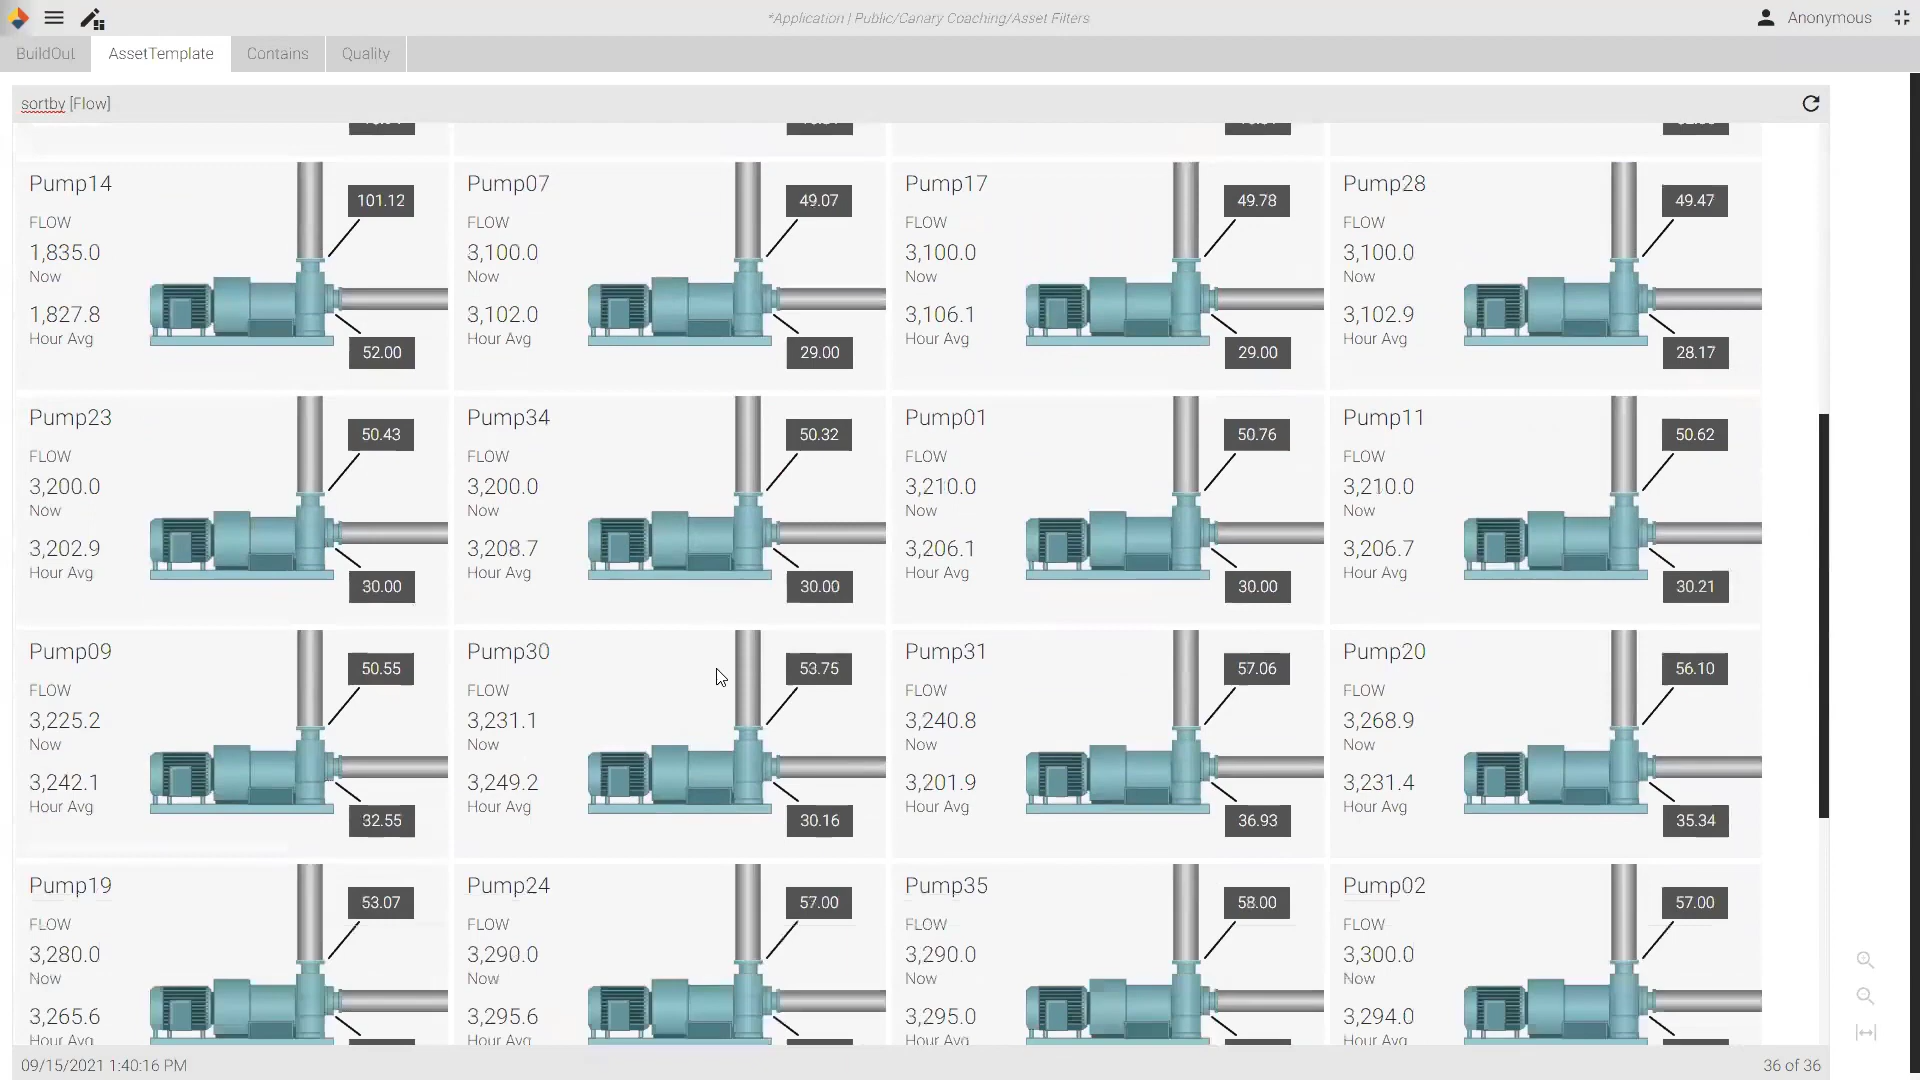 *Application | Public/Canary Coaching/Asset Filters
Anonymous
BuildOut
AssetTemplate
Contains
Quality
sortby [Flow]
Pump14
FLOW
1,835.0
Now
1,827.8
Hour Avg
101.12
52.00
Pump07
FLOW
3,100.0
Now
3,102.0
Hour Avg
49.07
29.00
Pump17
FLOW
3,100.0
Now
3,106.1
Hour Avg
49.78
29.00
Pump28
FLOW
3,100.0
Now
3,102.9
Hour Avg
49.47
28.17
Pump23
FLOW
3,200.0
Now
3,202.9
Hour Avg
50.43
30.00
Pump34
FLOW
3,200.0
Now
3,208.7
Hour Avg
50.32
30.00
Pump01
FLOW
3,210.0
Now
3,206.1
Hour Avg
50.76
30.00
Pump11
FLOW
3,210.0
Now
3,206.7
Hour Avg
50.62
30.21
Pump09
FLOW
3,225.2
Now
3,242.1
Hour Avg
50.55
32.55
Pump30
FLOW
3,231.1
Now
3,249.2
Hour Avg
53.75
30.16
Pump31
FLOW
3,240.8
Now
3,201.9
Hour Avg
57.06
36.93
Pump20
FLOW
3,268.9
Now
3,231.4
Hour Avg
56.10
35.34
Pump19
FLOW
3,280.0
Now
3,265.6
Hour Avg
53.07
Pump24
FLOW
3,290.0
Now
3,295.6
Hour Avg
57.00
Pump35
FLOW
3,290.0
Now
3,295.0
Hour Avg
58.00
Pump02
FLOW
3,300.0
Now
3,294.0
Hour Avg
57.00
09/15/2021 1:40:16 PM
36 of 36